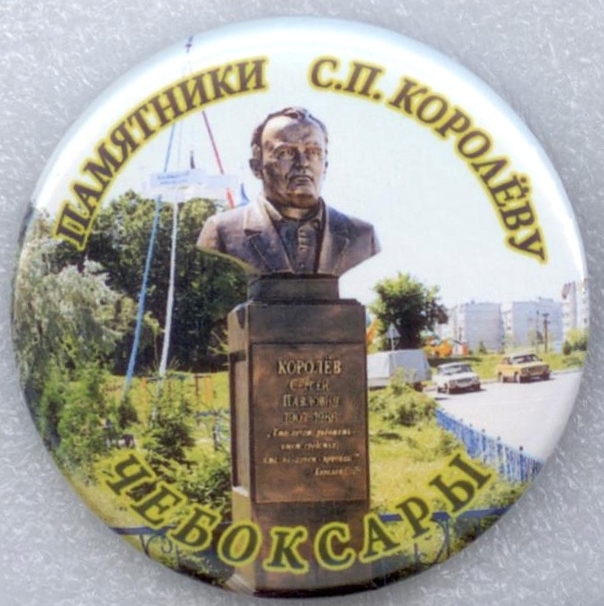 ПАМЯТНИКИ С.П. КОРОЛЁВУ
КОРОЛЁВ
СЕРГЕЙ
ПАВЛОВИЧ
1907-1966
ЧЕБОКСАРЫ